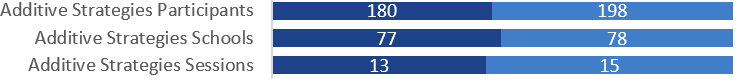 Additive Strategies Participants 180 198
Additive Strategies Schools 77 78
Additive Strategies Sessions 13 15